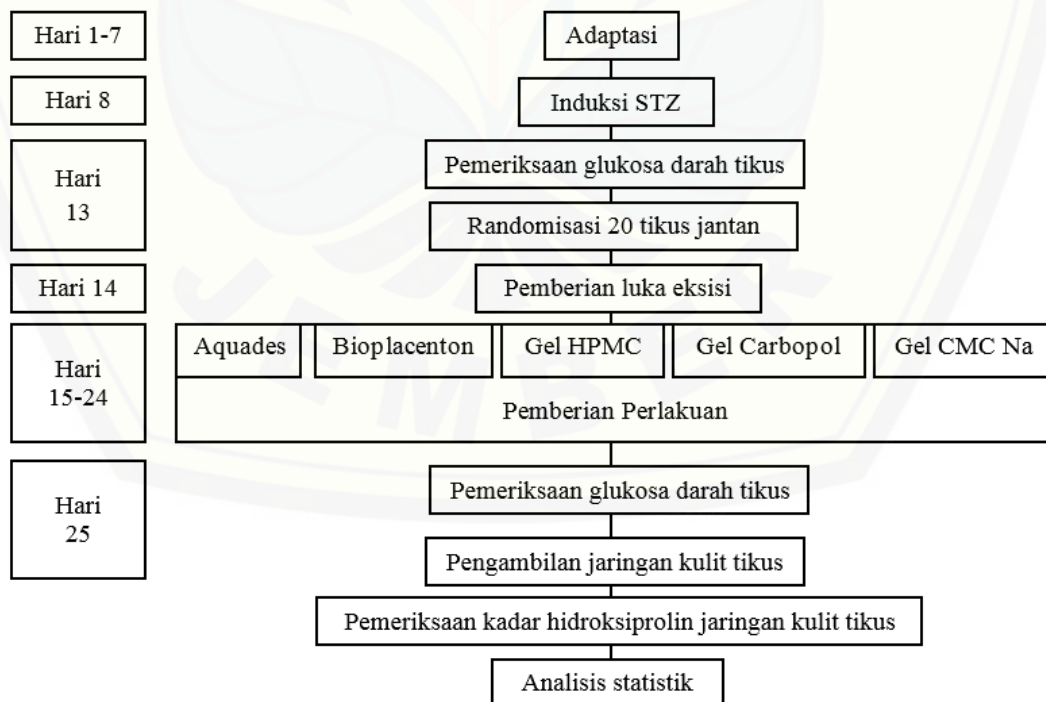 Hari 1-7
Adaptasi
Hari 8
Induksi STZ
Hari
13
Pemeriksaan glukosa darah tikus
Randomisasi 20 tikus jantan
Hari 14
Pemberian luka eksisi
Hari
15-24
Aquades
Bioplacenton
Gel HPMC
Gel Carbopol
Gel CMC Na
Pemberian Perlakuan
Hari
25
Pemeriksaan glukosa darah tikus
Pengambilan jaringan kulit tikus
Pemeriksaan kadar hidroksiprolin jaringan kulit tikus
Analisis statistik
JEMBER